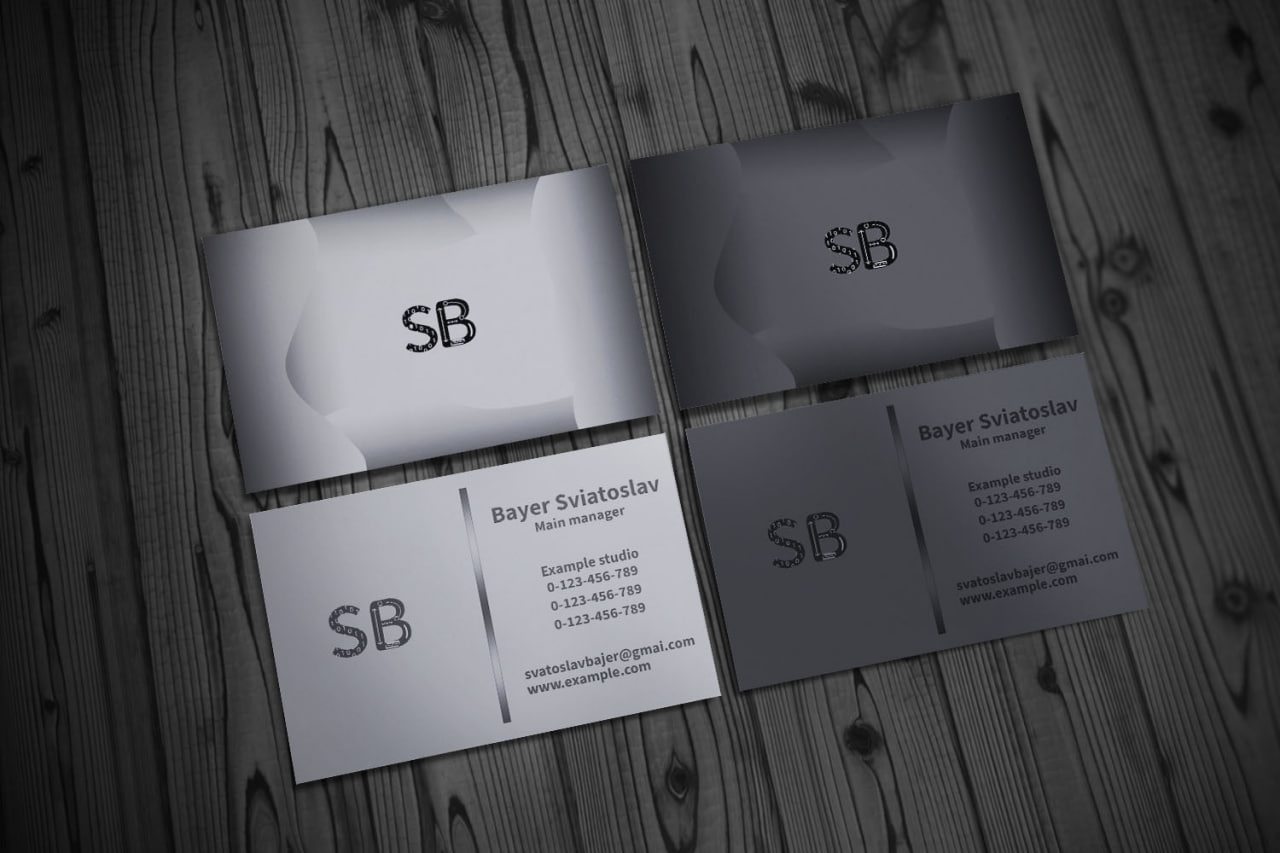 SB
SB
SB
Bayer Sviatoslav
Main manager
Example studio
0-123-456-789
0-123-456-789
0-123-456-789
svatoslavbajer@gmai.com
www.example.com
SB
Bayer Sviatoslav
Main manager
Example studio
0-123-456-789
0-123-456-789
0-123-456-789
svatoslavbajer@gmai.com
www.example.com